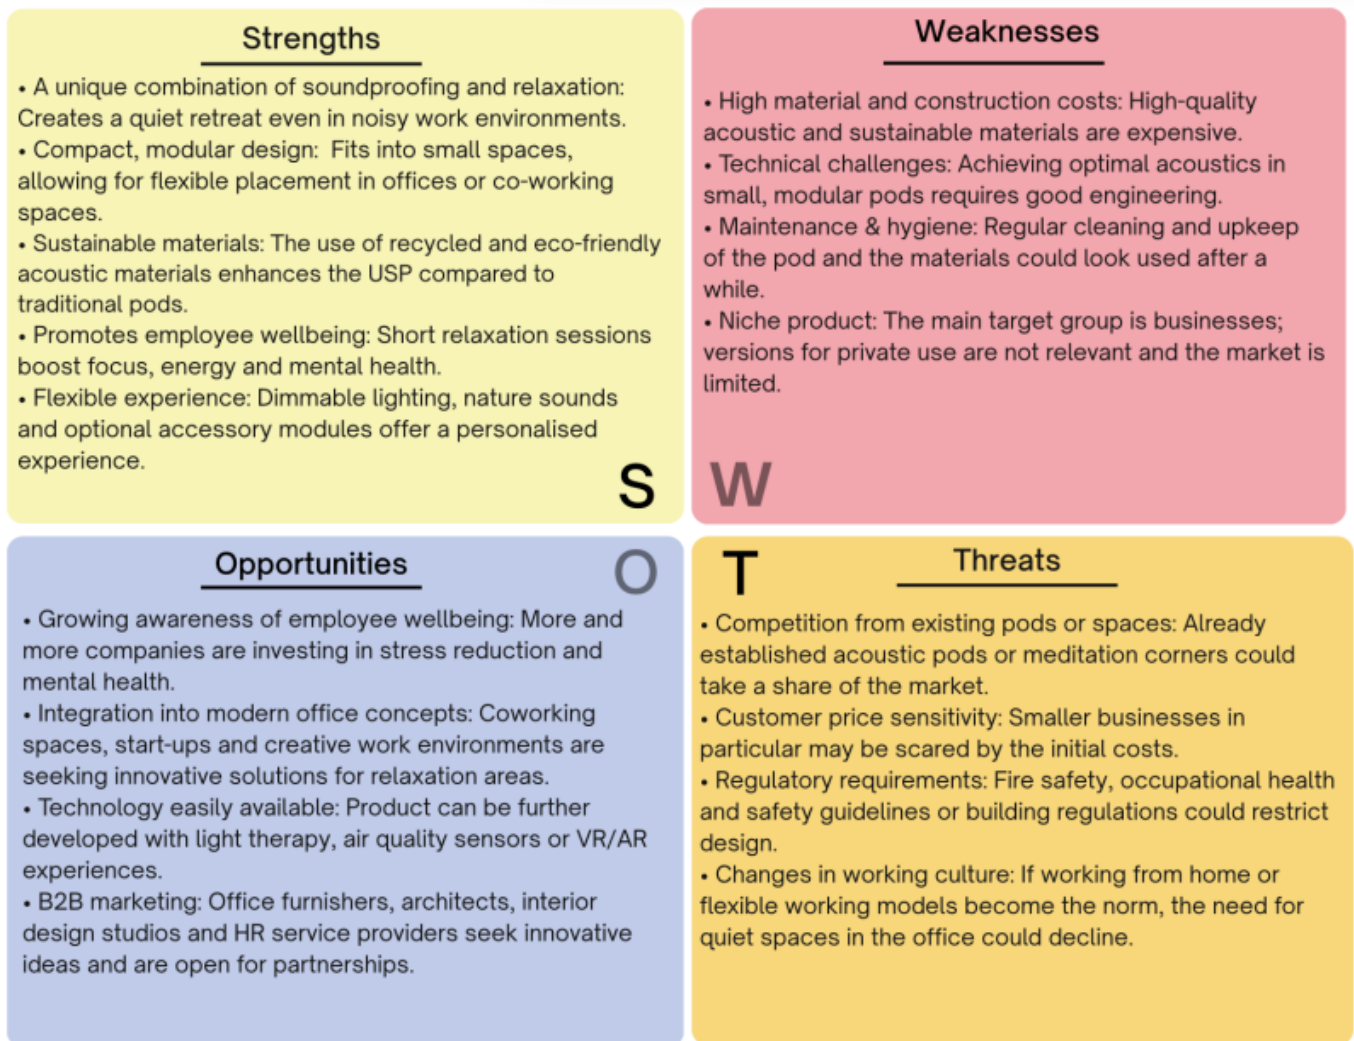 Strengths
• A unique combination of soundproofing and relaxation:
Creates a quiet retreat even in noisy work environments.
• Compact, modular design:  Fits into small spaces,
allowing for flexible placement in offices or co-working
spaces.
• Sustainable materials: The use of recycled and eco-friendly
acoustic materials enhances the USP compared to
traditional pods.
• Promotes employee wellbeing: Short relaxation sessions
boost focus, energy and mental health.
• Flexible experience: Dimmable lighting, nature sounds
and optional accessory modules offer a personalised
experience.
S
Weaknesses
• High material and construction costs: High-quality
acoustic and sustainable materials are expensive.
• Technical challenges: Achieving optimal acoustics in
small, modular pods requires good engineering.
• Maintenance & hygiene: Regular cleaning and upkeep
of the pod and the materials could look used after a
while.
• Niche product: The main target group is businesses;
versions for private use are not relevant and the market is
limited.
W
Opportunities
O
• Growing awareness of employee wellbeing: More and
more companies are investing in stress reduction and
mental health.
• Integration into modern office concepts: Coworking
spaces, start-ups and creative work environments are
seeking innovative solutions for relaxation areas.
• Technology easily available: Product can be further
developed with light therapy, air quality sensors or VR/AR
experiences.
• B2B marketing: Office furnishers, architects, interior
design studios and HR service providers seek innovative
ideas and are open for partnerships.
T
Threats
• Competition from existing pods or spaces: Already
established acoustic pods or meditation corners could
take a share of the market.
• Customer price sensitivity: Smaller businesses in
particular may be scared by the initial costs.
• Regulatory requirements: Fire safety, occupational health
and safety guidelines or building regulations could restrict
design.
• Changes in working culture: If working from home or
flexible working models become the norm, the need for
quiet spaces in the office could decline.